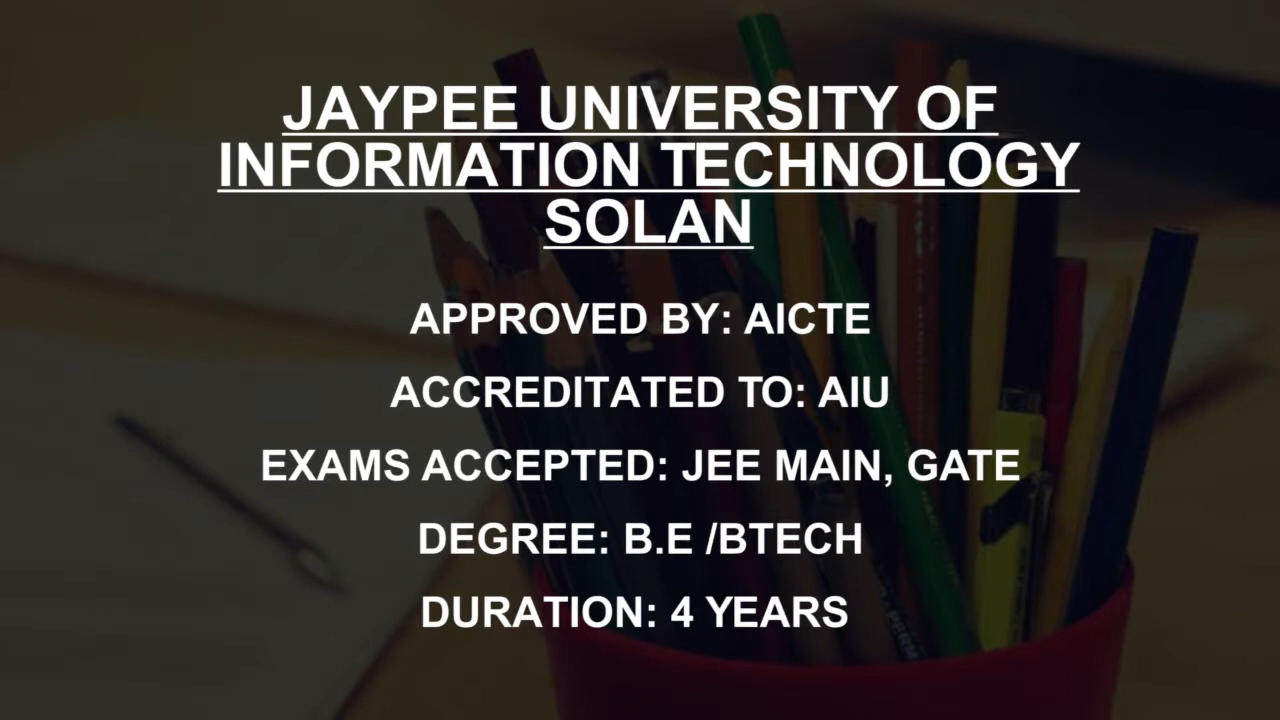 JAYPEE UNIVERSITY OF
INFORMATION TECHNOLOGY
SOLAN
APPROVED BY: AICTE
ACCREDITATED TO: AIU
EXAMS ACCEPTED: JEE MAIN, GATE
DEGREE: B.E /BTECH
DURATION: 4 YEARS